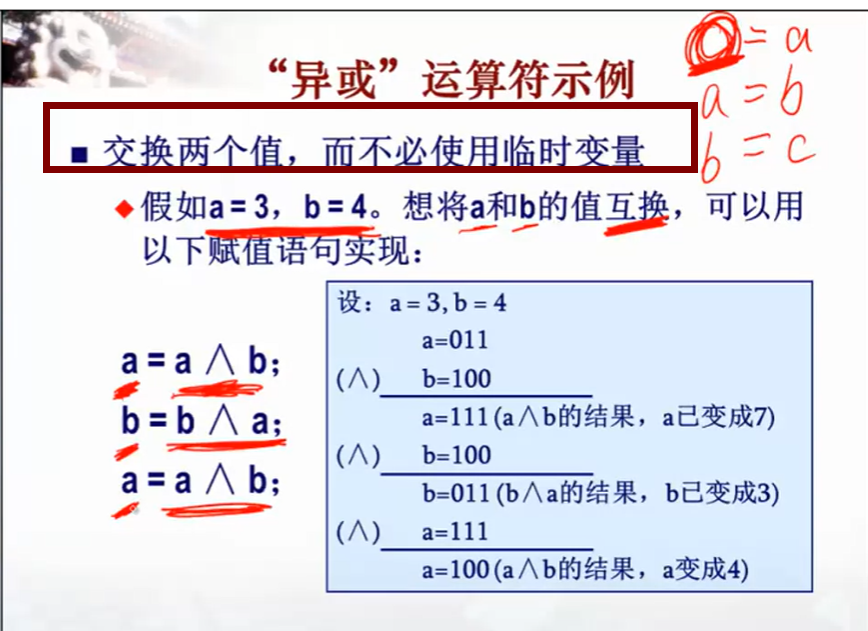 “异或”运算符示例
c = a
a = b
b = c
■ 交换两个值，而不必使用临时变量
◆假如a = 3，b = 4。想将a和b的值互换，可以用
以下赋值语句实现：
a = a ∧ b;
b = b ∧ a;
a = a ∧ b;
设：a = 3, b = 4
a=011
(∧) b=100
a=111 (a∧b的结果，a已变成7)
(∧) b=100
b=011 (b∧a的结果，b已变成3)
(∧) a=111
a=100 (a∧b的结果，a变成4)